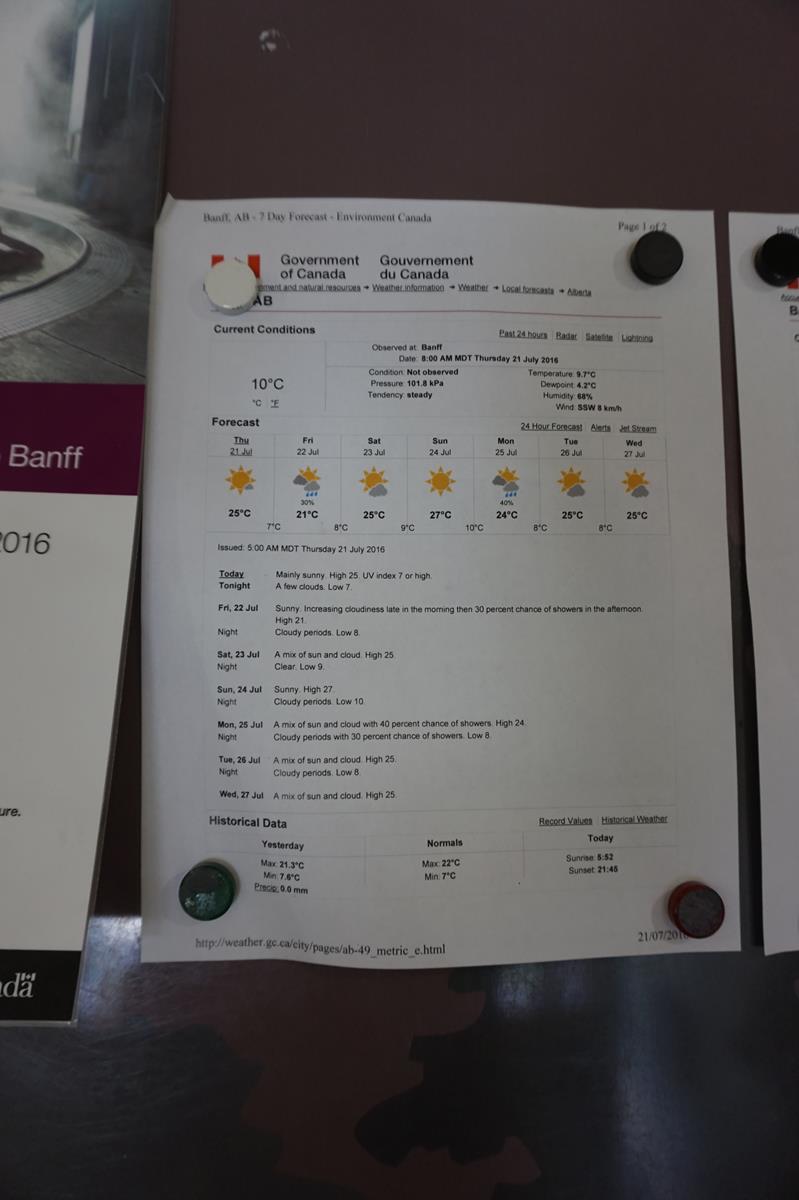 Banff, AB - 7 Day Forecast - Environment Canada
Page 1 of 2
Government of Canada
Gouvernement du Canada
and natural resources → Weather information → Weather → Local forecasts → Alberta
AB
Current Conditions
Past 24 hours Radar Satellite Lightning
Observed at: Banff
Date: 8:00 AM MDT Thursday 21 July 2016
10°C
°C °F
Condition: Not observed
Pressure: 101.8 kPa
Tendency: steady
Temperature: 9.7°C
Dewpoint: 4.2°C
Humidity: 68%
Wind: SSW 8 km/h
Forecast
24 Hour Forecast Alerts Jet Stream
Thu Fri Sat Sun Mon Tue Wed
21 Jul 22 Jul 23 Jul 24 Jul 25 Jul 26 Jul 27 Jul
30% 40%
25°C 21°C 25°C 27°C 24°C 25°C 25°C
7°C 8°C 9°C 10°C 8°C 8°C
Issued: 5:00 AM MDT Thursday 21 July 2016
Today Mainly sunny. High 25. UV index 7 or high.
Tonight A few clouds. Low 7.
Fri, 22 Jul Sunny. Increasing cloudiness late in the morning then 30 percent chance of showers in the afternoon.
High 21.
Night Cloudy periods. Low 8.
Sat, 23 Jul A mix of sun and cloud. High 25.
Night Clear. Low 9.
Sun, 24 Jul Sunny. High 27.
Night Cloudy periods. Low 10.
Mon, 25 Jul A mix of sun and cloud with 40 percent chance of showers. High 24.
Night Cloudy periods with 30 percent chance of showers. Low 8.
Tue, 26 Jul A mix of sun and cloud. High 25.
Night Cloudy periods. Low 8.
Wed, 27 Jul A mix of sun and cloud. High 25.
Historical Data
Record Values Historical Weather
Yesterday
Max: 21.3°C
Min: 7.6°C
Precip: 0.0 mm
Normals
Max: 22°C
Min: 7°C
Today
Sunrise: 5:52
Sunset: 21:45
http://weather.gc.ca/city/pages/ab-49_metric_e.html
21/07/201
Banff
2016
ure.
ada